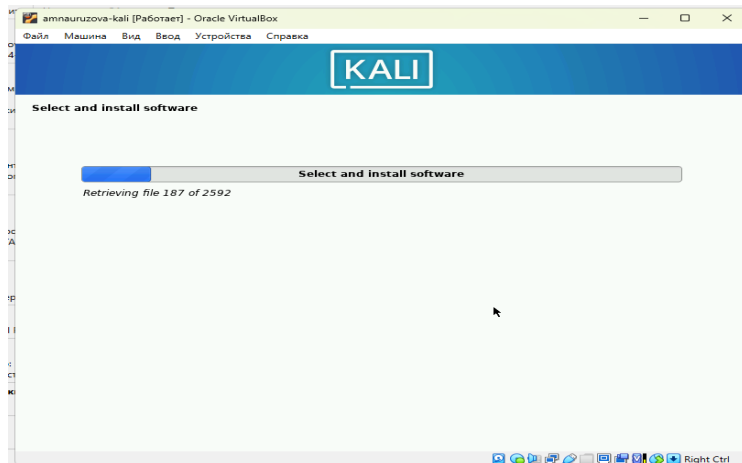 amnauruzova-kali [Работает] - Oracle VirtualBox
Файл Машина Вид Ввод Устройства Справка
KALI
Select and install software
Select and install software
Retrieving file 187 of 2592
Right Ctrl